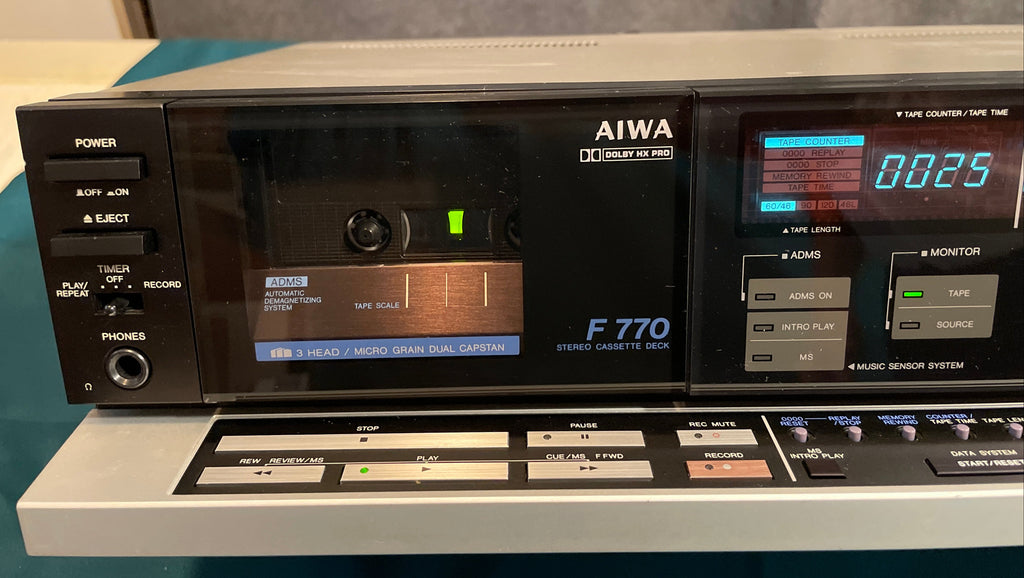 POWER
OFF ON
EJECT
TIMER
OFF
PLAY/
REPEAT
RECORD
PHONES
ADMS
AUTOMATIC
DEMAGNETIZING
SYSTEM
TAPE SCALE
3 HEAD / MICRO GRAIN DUAL CAPSTAN
AIWA
DOLBY HX PRO
F 770
STEREO CASSETTE DECK
▼ TAPE COUNTER / TAPE TIME
TAPE COUNTER
0000 REPLAY
0000 STOP
MEMORY REWIND
TAPE TIME
60/46 90 120 46L
MIN
0025
▲ TAPE LENGTH
ADMS
ADMS ON
INTRO PLAY
MS
◀ MUSIC SENSOR SYSTEM
MONITOR
TAPE
SOURCE
STOP
PAUSE
REC MUTE
REW REVIEW/MS
PLAY
CUE/MS F FWD
RECORD
0000
RESET
REPLAY
/STOP
MEMORY
REWIND
COUNTER/
TAPE TIME
TAPE LEN
MS
INTRO PLAY
DATA SYSTEM
START/RESET